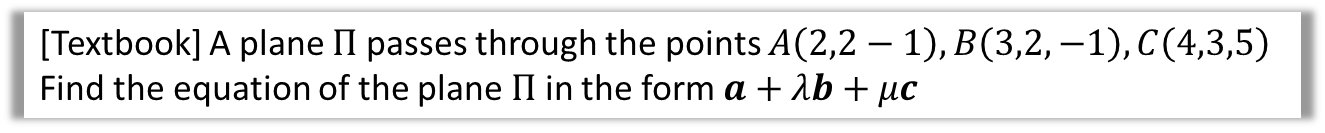 [Textbook] A plane Π passes through the points A(2,2 − 1), B(3,2, −1), C(4,3,5)
Find the equation of the plane Π in the form a + λb + μc